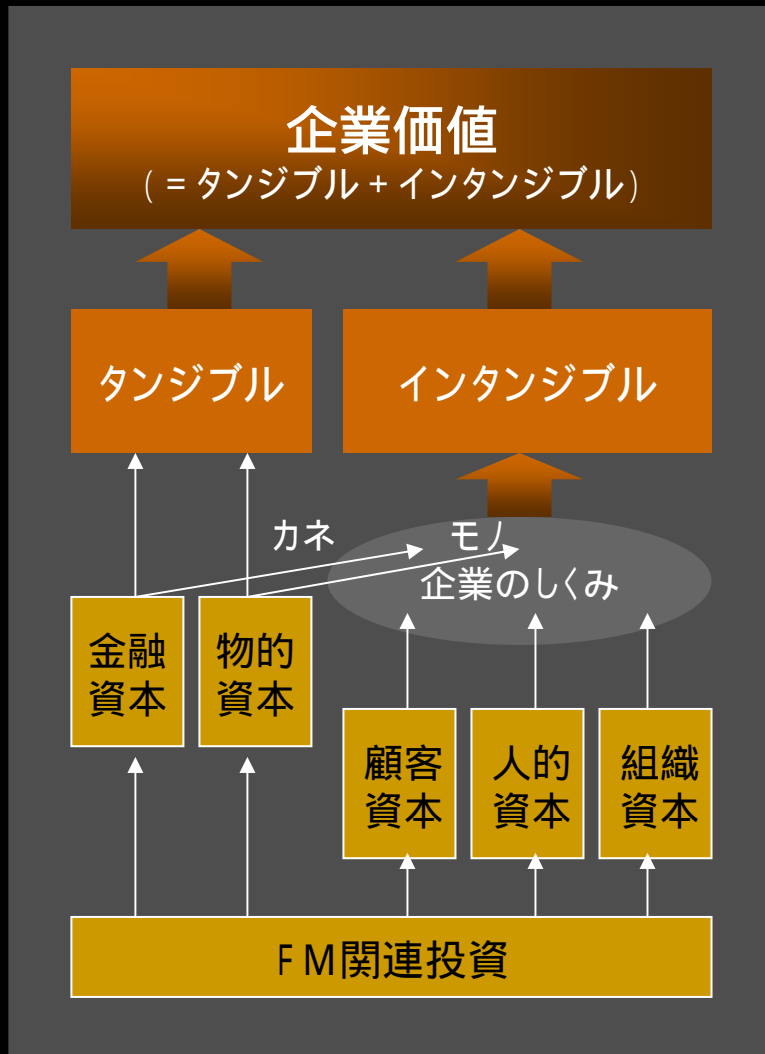 企業価値
(=タンジブル+インタンジブル)
タンジブル
インタンジブル
カネ
モノ
企業のしくみ
金融
資本
物的
資本
顧客
資本
人的
資本
組織
資本
FM関連投資